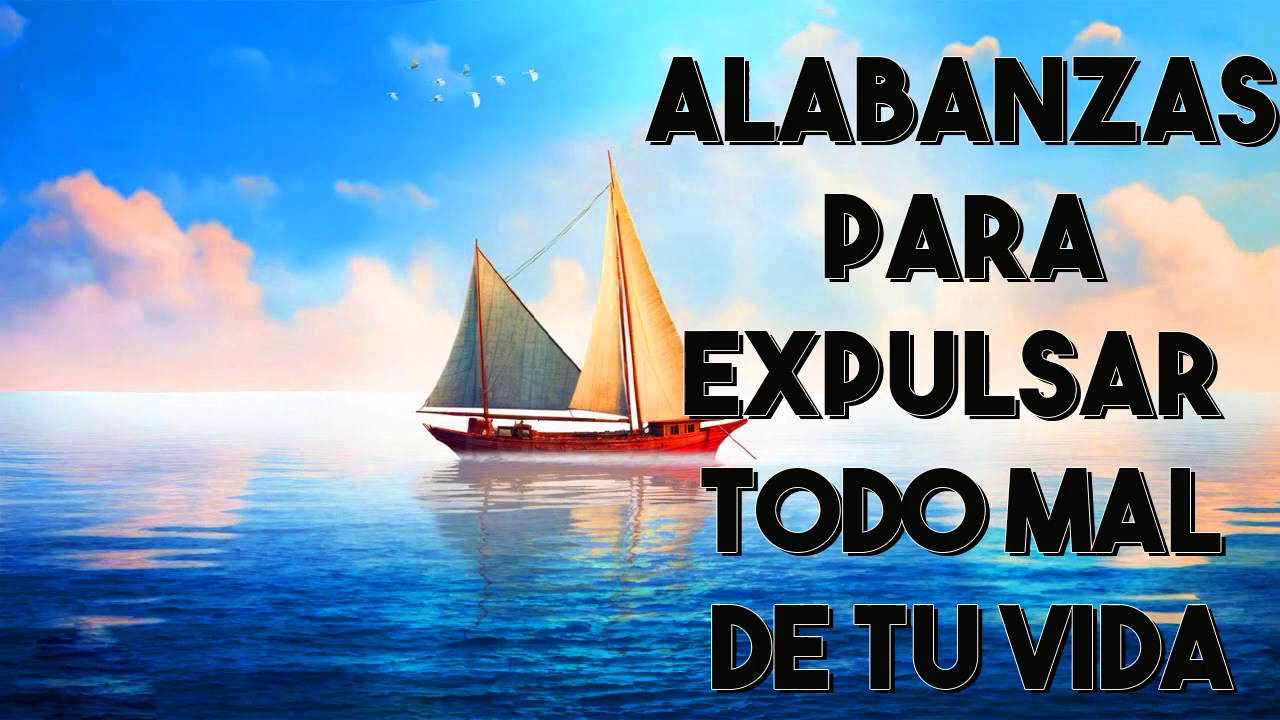 ALABANZAS
PARA
EXPULSAR
TODO MAL
DE TU VIDA